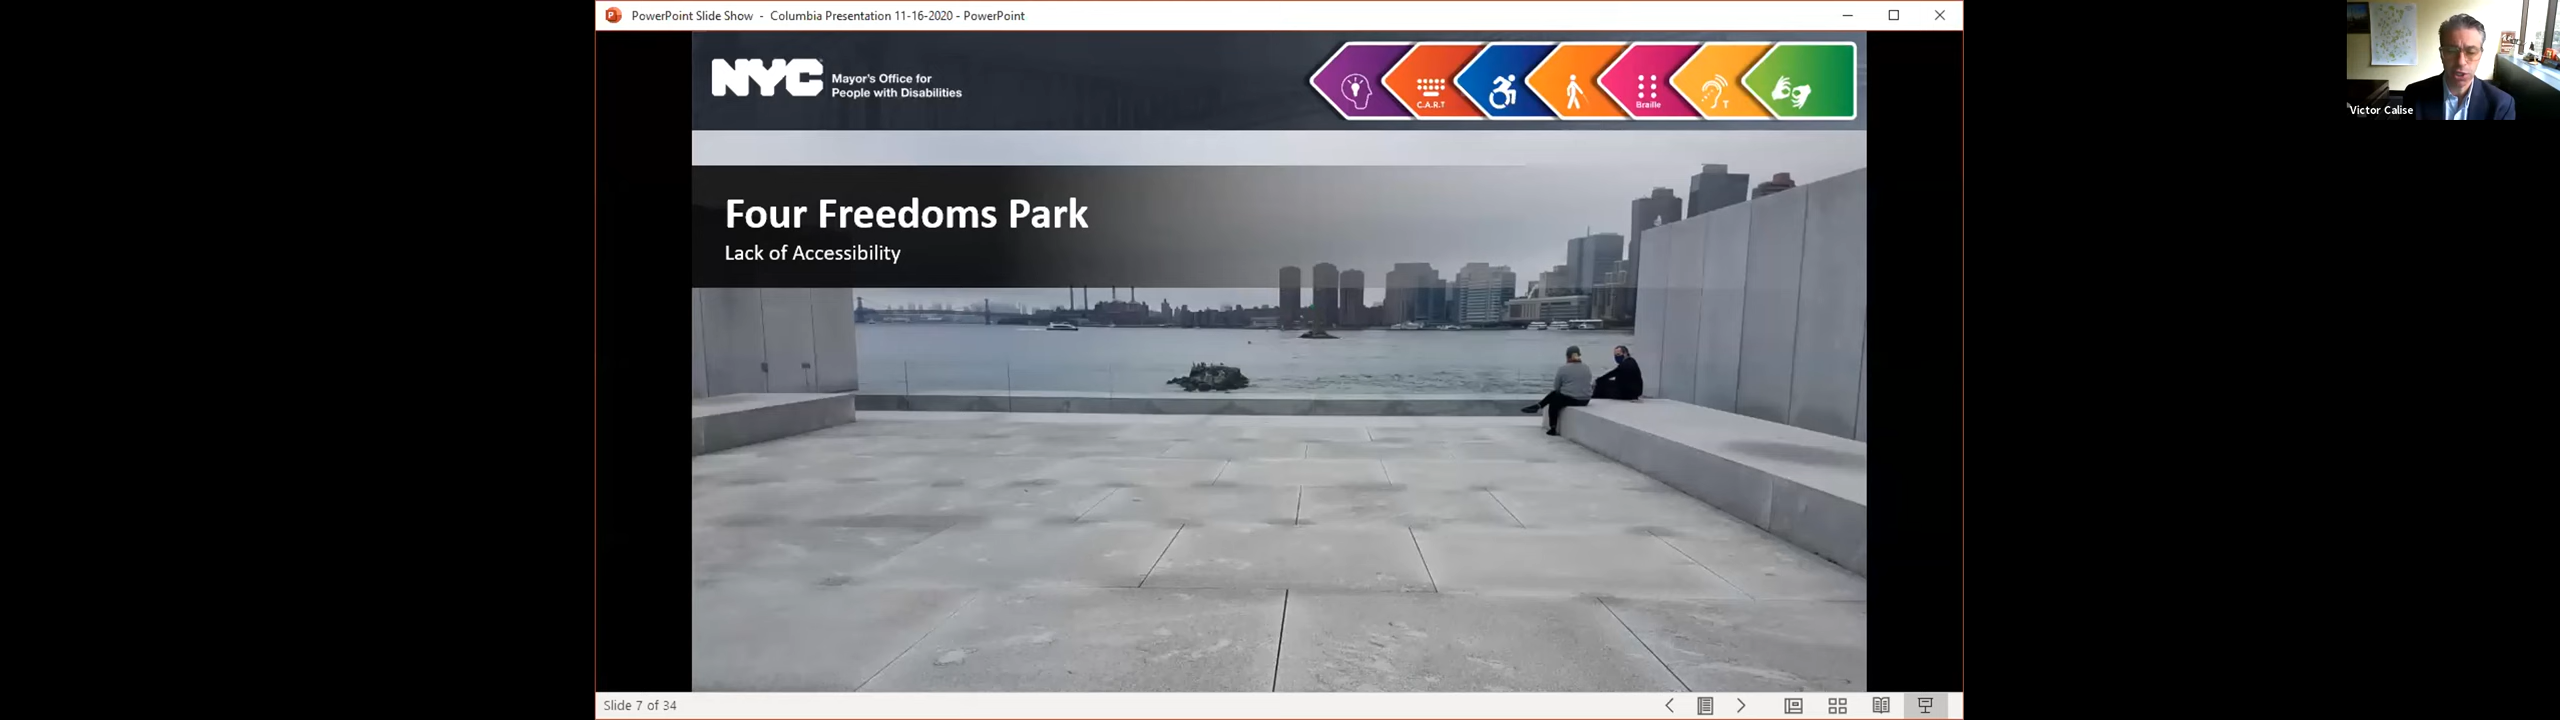 PowerPoint Slide Show - Columbia Presentation 11-16-2020 - PowerPoint
NYC
Mayor's Office for
People with Disabilities
C.A.R.T
Braille
T
Four Freedoms Park
Lack of Accessibility
Victor Calise
Slide 7 of 34